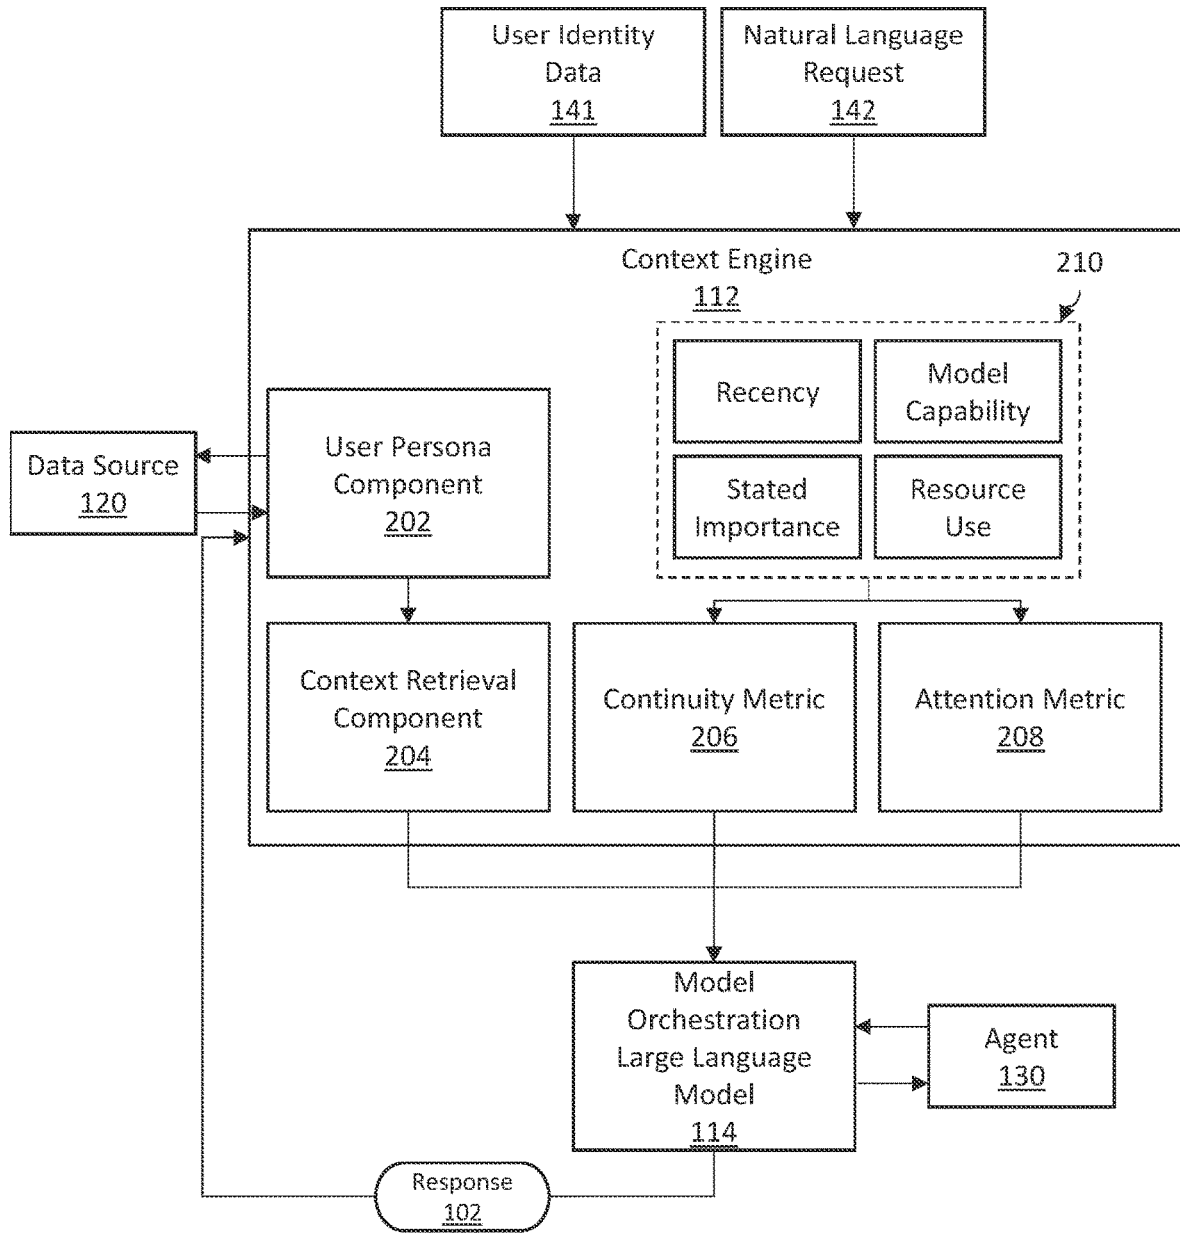 User Identity
Data
141
Natural Language
Request
142
Context Engine
112
210
Recency
Model
Capability
Stated
Importance
Resource
Use
User Persona
Component
202
Data Source
120
Context Retrieval
Component
204
Continuity Metric
206
Attention Metric
208
Model
Orchestration
Large Language
Model
114
Agent
130
Response
102